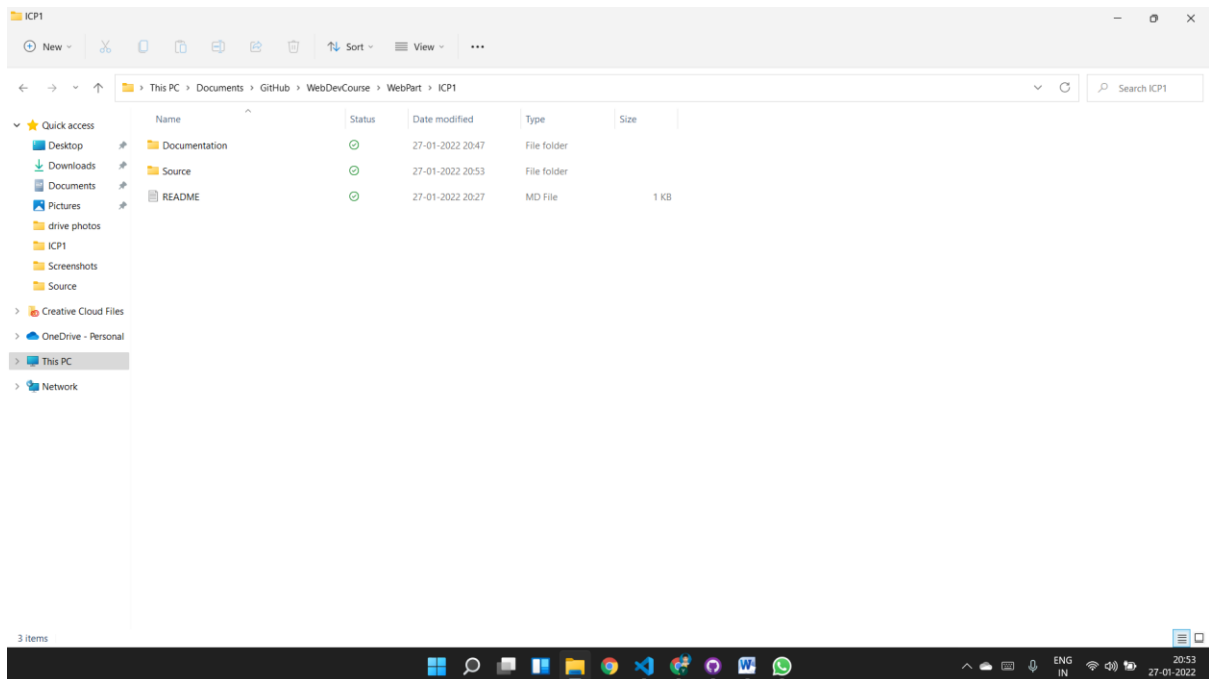 ICP1
New Sort View •••
This PC > Documents > GitHub > WebDevCourse > WebPart > ICP1 Search ICP1
Quick access
Desktop
Downloads
Documents
Pictures
drive photos
ICP1
Screenshots
Source
Creative Cloud Files
OneDrive - Personal
This PC
Network
Name Status Date modified Type Size
Documentation 27-01-2022 20:47 File folder
Source 27-01-2022 20:53 File folder
README 27-01-2022 20:27 MD File 1 KB
3 items
W
ENG
IN
20:53
27-01-2022